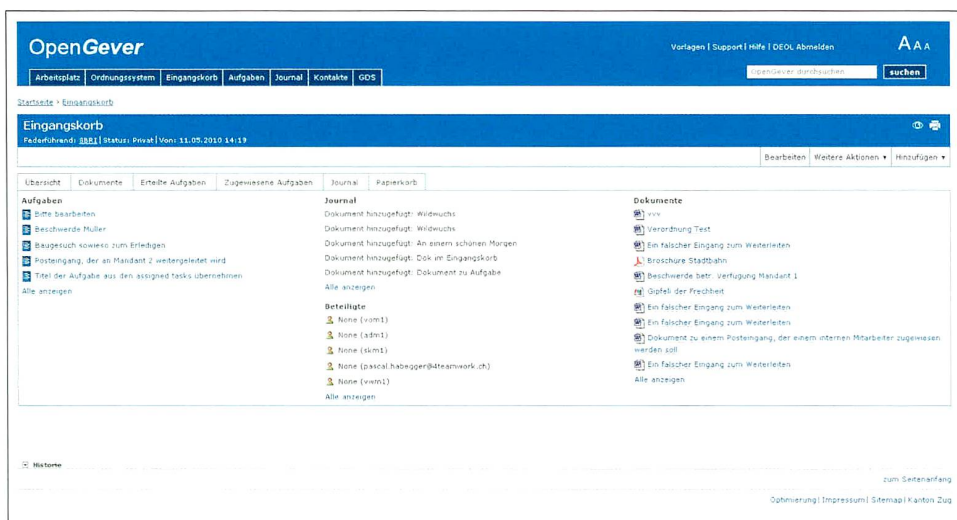 OpenGever
Vorlagen | Support | Hilfe | DEOL Abmelden
A A A
Arbeitsplatz Ordnungssystem Eingangskorb Aufgaben Journal Kontakte GDS
OpenGever durchsuchen suchen
Startseite › Eingangskorb
Eingangskorb
Federführend: SBRI | Status: Privat | Von: 11.05.2010 14:19
Bearbeiten Weitere Aktionen ▾ Hinzufügen ▾
Übersicht Dokumente Erteilte Aufgaben Zugewiesene Aufgaben Journal Papierkorb
Aufgaben
Bitte bearbeiten
Beschwerde Müller
Baugesuch sowieso zum Erledigen
Posteingang, der an Mandant 2 weitergeleitet wird
Titel der Aufgabe aus den assigned tasks übernehmen
Alle anzeigen
Journal
Dokument hinzugefügt: Wildwuchs
Dokument hinzugefügt: Wildwuchs
Dokument hinzugefügt: An einem schönen Morgen
Dokument hinzugefügt: Dok im Eingangskorb
Dokument hinzugefügt: Dokument zu Aufgabe
Alle anzeigen
Beteiligte
None (vom1)
None (adm1)
None (skm1)
None (pascal.habegger@4teamwork.ch)
None (vwm1)
Alle anzeigen
Dokumente
vvv
Verordnung Test
Ein falscher Eingang zum Weiterleiten
Broschüre Stadtbahn
Beschwerde betr. Verfügung Mandant 1
Gipfeli der Frechheit
Ein falscher Eingang zum Weiterleiten
Ein falscher Eingang zum Weiterleiten
Dokument zu einem Posteingang, der einem internen Mitarbeiter zugewiesen
werden soll
Ein falscher Eingang zum Weiterleiten
Alle anzeigen
Historie
zum Seitenanfang
Optimierung | Impressum | Sitemap | Kanton Zug